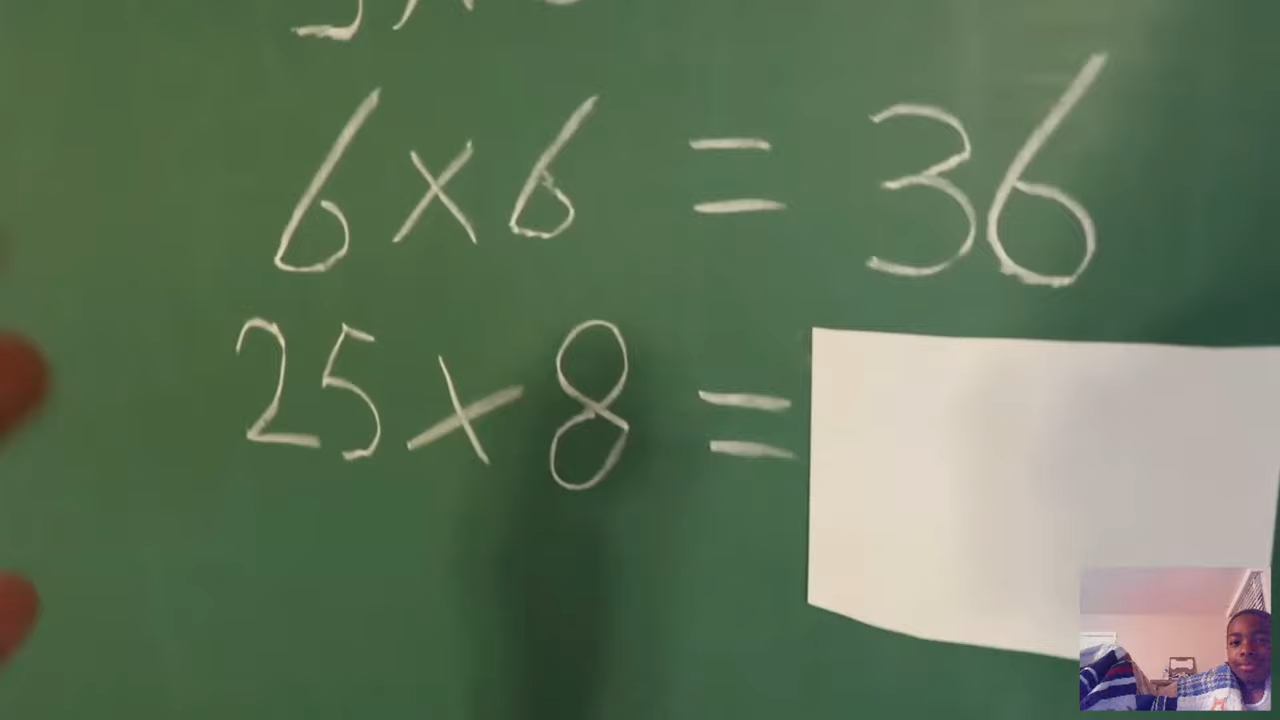 6 × 6 = 36
25 × 8 =